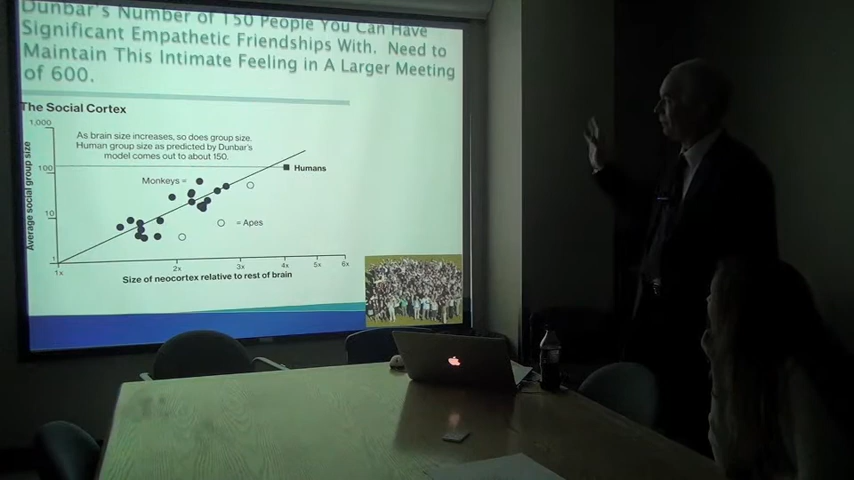 Dunbar's Number of 150 People You Can Have
Significant Empathetic Friendships With. Need to
Maintain This Intimate Feeling in A Larger Meeting
of 600.
The Social Cortex
1,000
As brain size increases, so does group size.
Human group size as predicted by Dunbar's
model comes out to about 150.
100
Humans
Monkeys =
10
= Apes
Average social group size
1
1x
2x
3x
4x
5x
6x
Size of neocortex relative to rest of brain